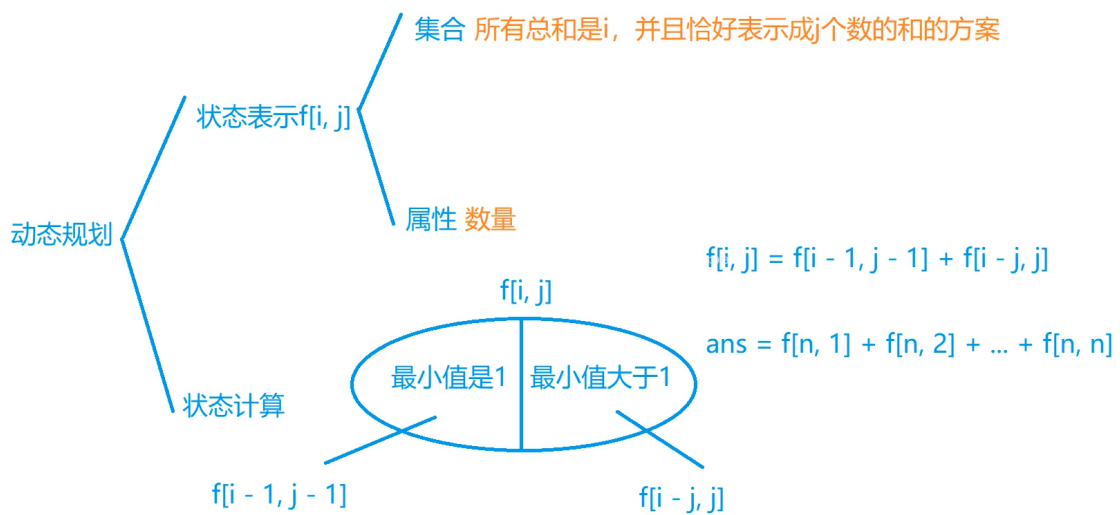 集合 所有总和是i，并且恰好表示成j个数的和的方案
状态表示f[i, j]
属性 数量
动态规划
f[i, j] = f[i - 1, j - 1] + f[i - j, j]
f[i, j]
ans = f[n, 1] + f[n, 2] + ... + f[n, n]
最小值是1 最小值大于1
状态计算
f[i - 1, j - 1]
f[i - j, j]